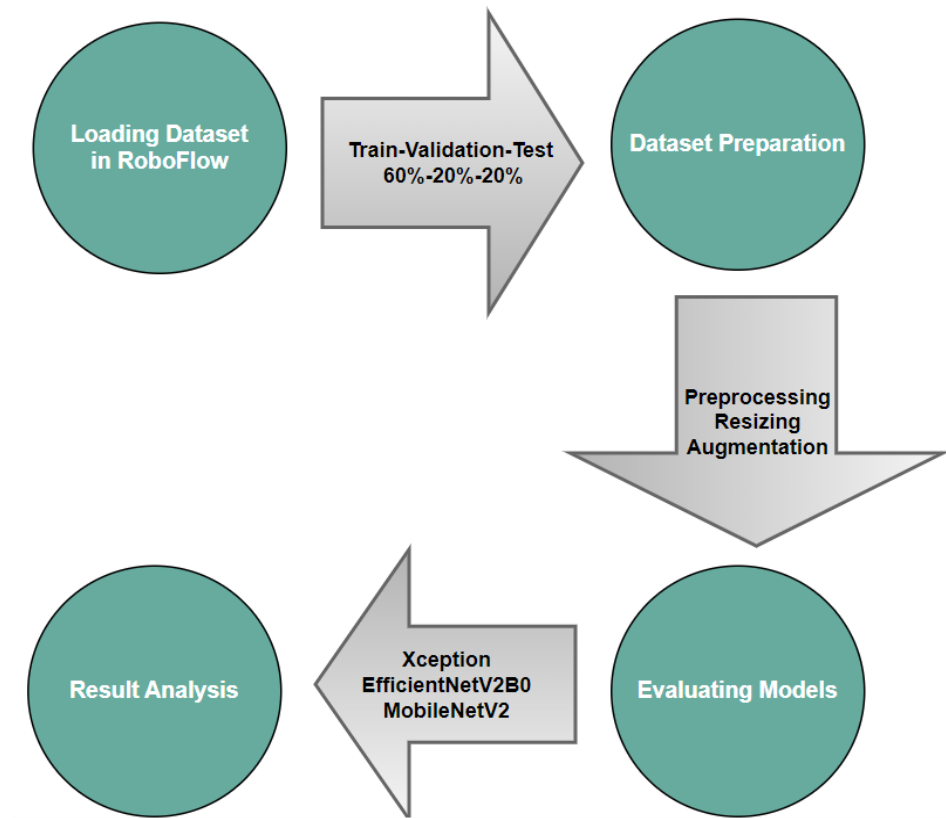 Loading Dataset
in RoboFlow
Train-Validation-Test
60%-20%-20%
Dataset Preparation
Preprocessing
Resizing
Augmentation
Evaluating Models
Xception
EfficientNetV2B0
MobileNetV2
Result Analysis